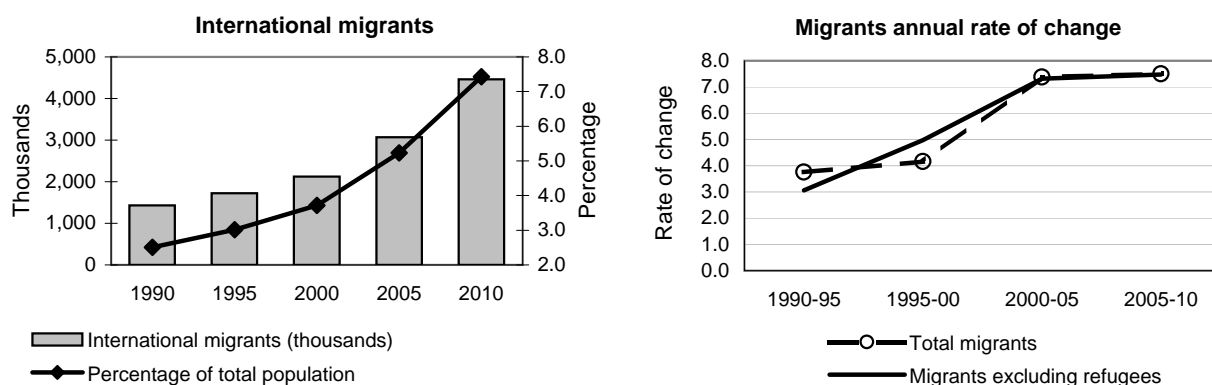 International migrants
5,000
4,000
3,000
2,000
1,000
0
Thousands
8.0
7.0
6.0
5.0
4.0
3.0
2.0
Percentage
1990 1995 2000 2005 2010
International migrants (thousands)
Percentage of total population
Migrants annual rate of change
8.0
7.0
6.0
5.0
4.0
3.0
2.0
1.0
0.0
Rate of change
1990-95 1995-00 2000-05 2005-10
Total migrants
Migrants excluding refugees